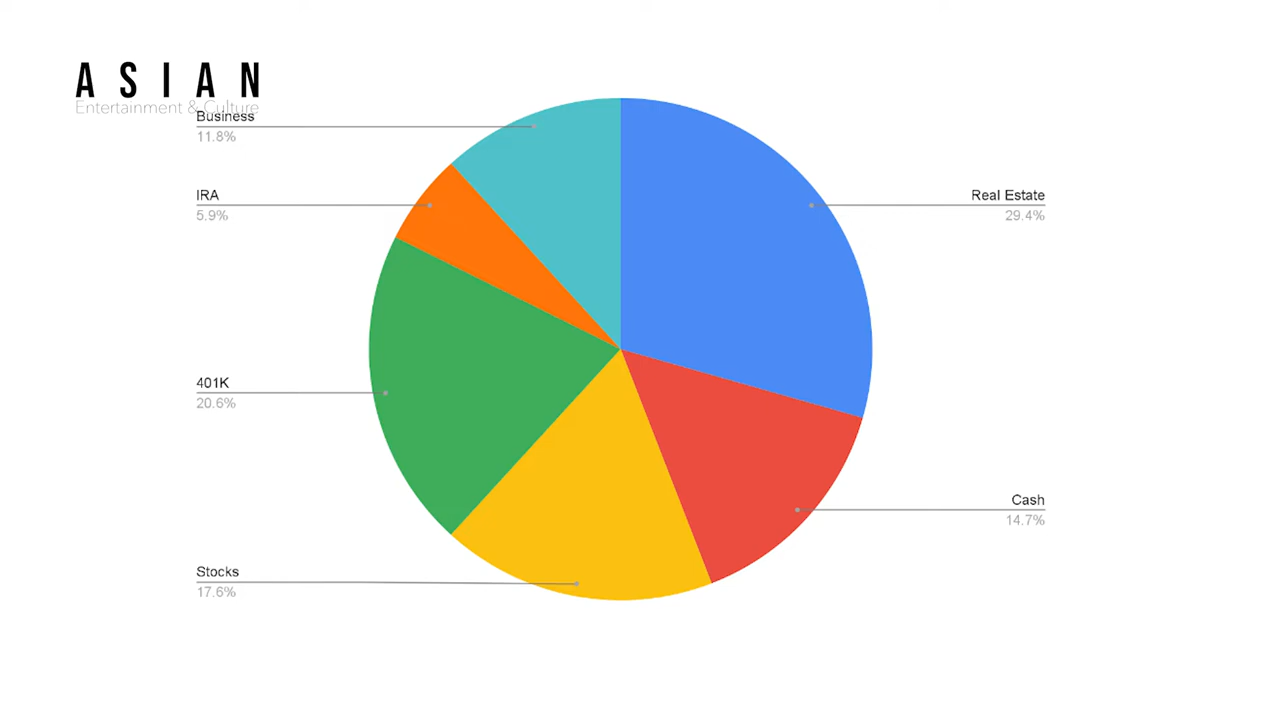 ASIAN
Entertainment & Culture
Business
11.8%
IRA
5.9%
Real Estate
29.4%
401K
20.6%
Cash
14.7%
Stocks
17.6%